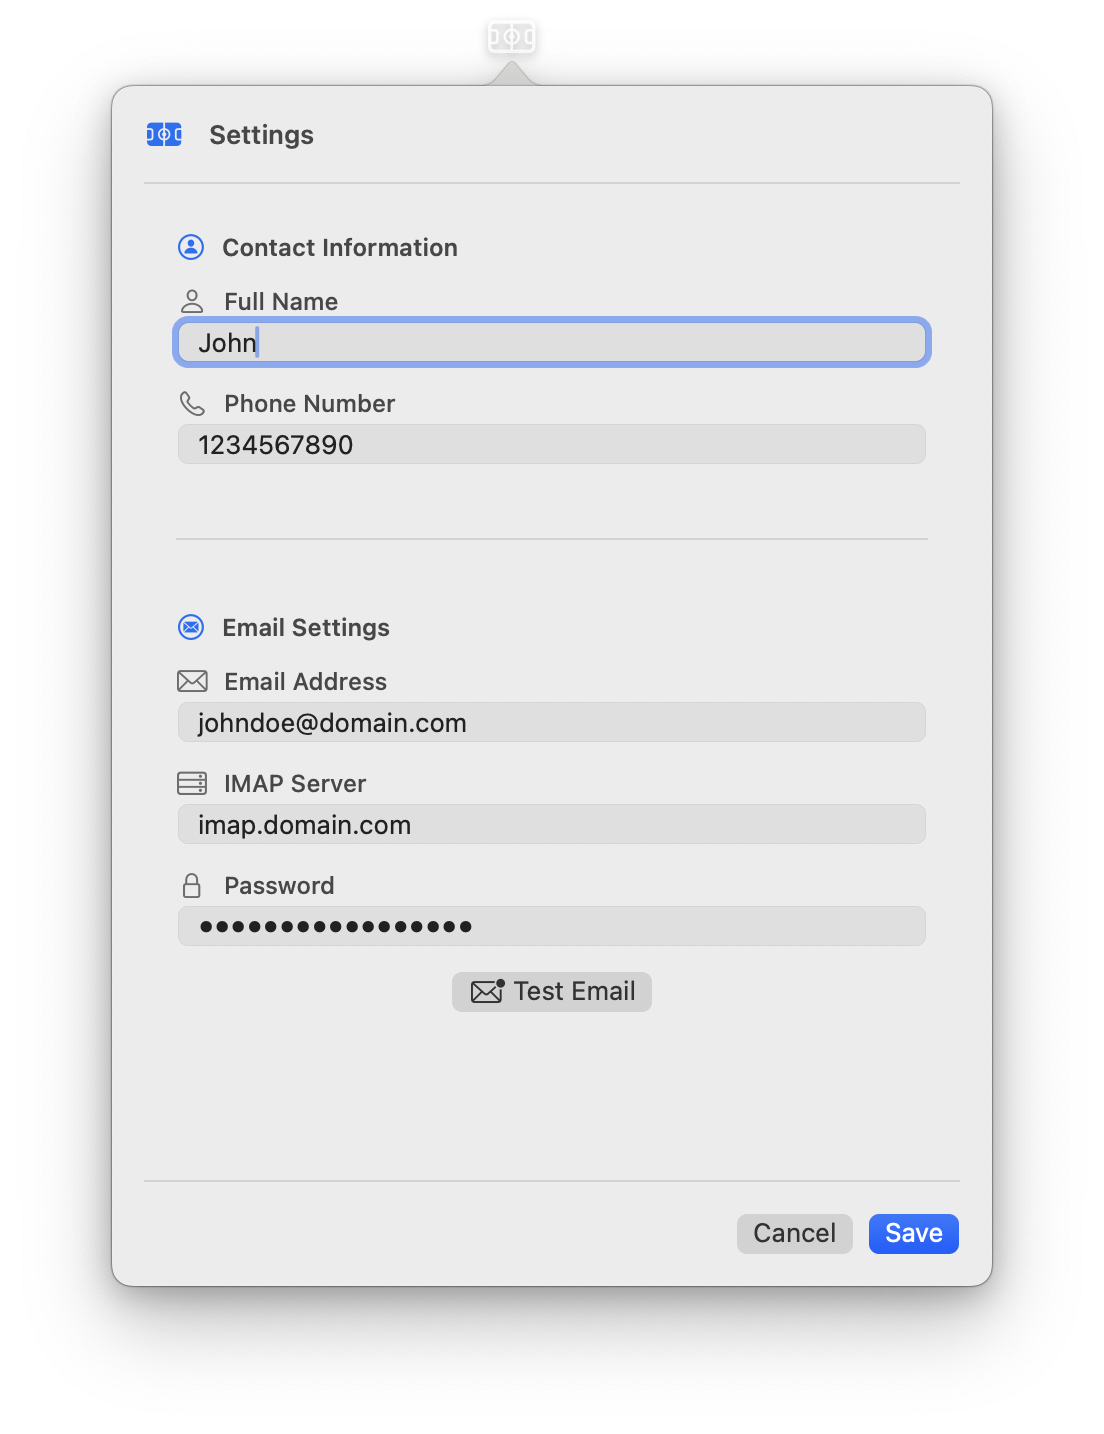 Settings
Contact Information
Full Name
John
Phone Number
1234567890
Email Settings
Email Address
johndoe@domain.com
IMAP Server
imap.domain.com
Password
•••••••••••••••••
Test Email
Cancel
Save